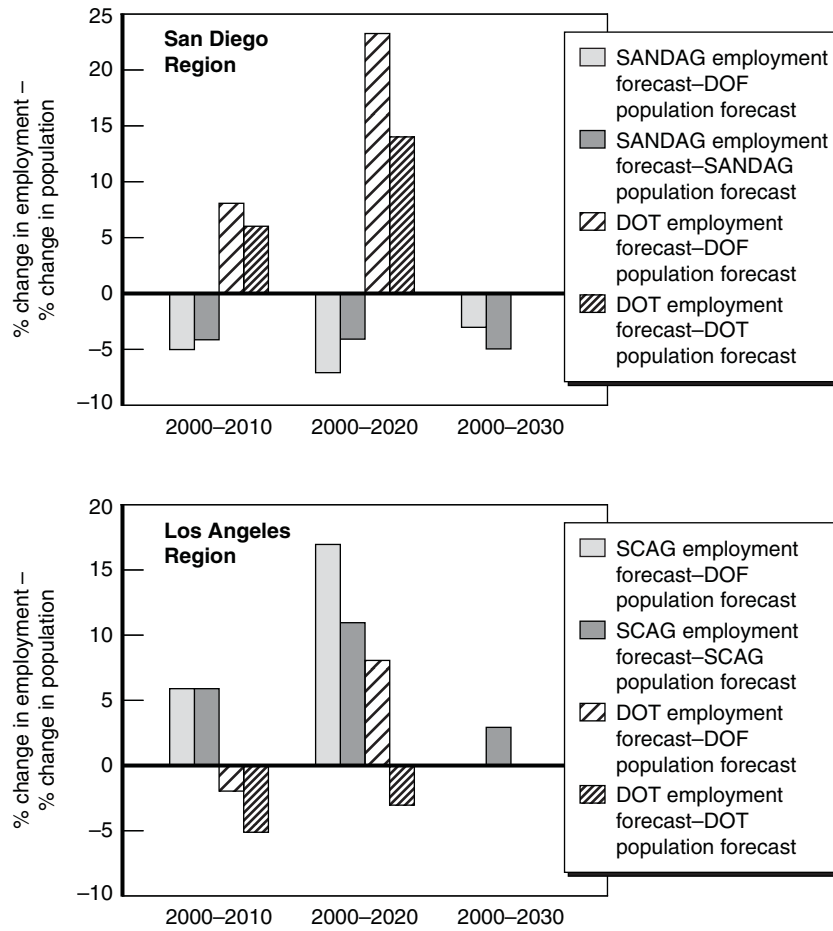 % change in employment –
% change in population
25
20
15
10
5
0
–5
–10
San Diego
Region
2000–2010
2000–2020
2000–2030
SANDAG employment
forecast–DOF
population forecast
SANDAG employment
forecast–SANDAG
population forecast
DOT employment
forecast–DOF
population forecast
DOT employment
forecast–DOT
population forecast
% change in employment –
% change in population
20
15
10
5
0
–5
–10
Los Angeles
Region
2000–2010
2000–2020
2000–2030
SCAG employment
forecast–DOF
population forecast
SCAG employment
forecast–SCAG
population forecast
DOT employment
forecast–DOF
population forecast
DOT employment
forecast–DOT
population forecast